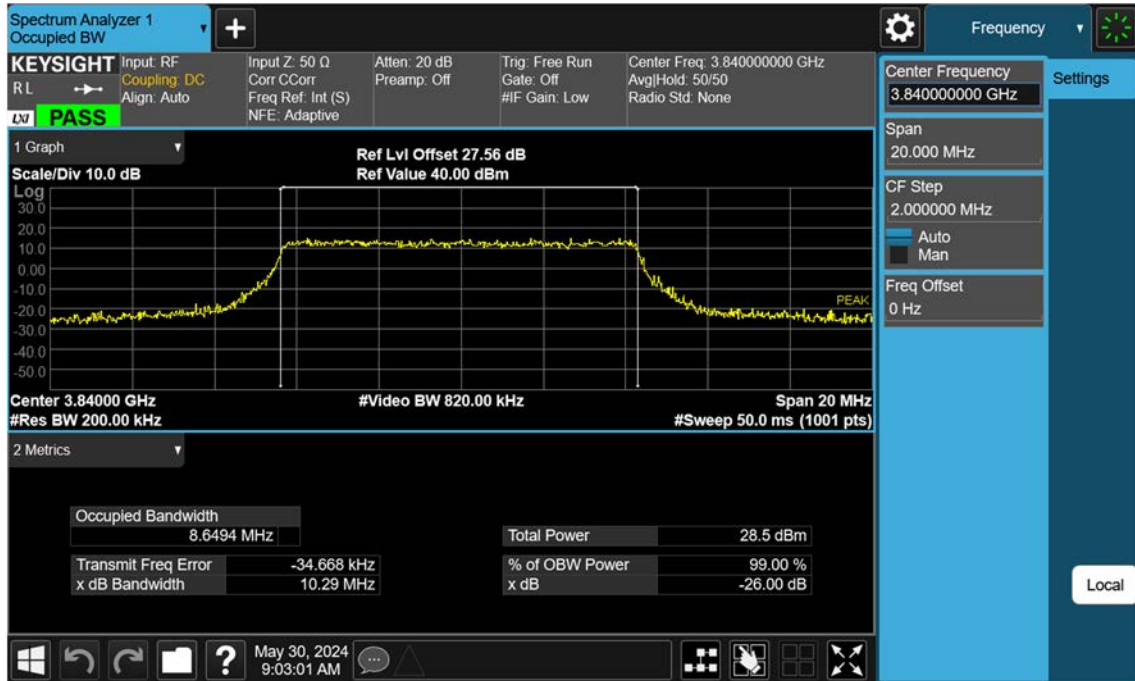 Spectrum Analyzer 1
Occupied BW
+
Frequency
KEYSIGHT
R L
LXI
PASS
Input: RF
Coupling: DC
Align: Auto
Input Z: 50 Ω
Corr CCorr
Freq Ref: Int (S)
NFE: Adaptive
Atten: 20 dB
Preamp: Off
Trig: Free Run
Gate: Off
#IF Gain: Low
Center Freq: 3.840000000 GHz
Avg|Hold: 50/50
Radio Std: None
Center Frequency
3.840000000 GHz
Settings
Span
20.000 MHz
CF Step
2.000000 MHz
Auto
Man
Freq Offset
0 Hz
Local
1 Graph
Scale/Div 10.0 dB
Ref Lvl Offset 27.56 dB
Ref Value 40.00 dBm
Log
30.0
20.0
10.0
0.00
-10.0
-20.0
-30.0
-40.0
-50.0
PEAK
Center 3.84000 GHz
#Video BW 820.00 kHz
Span 20 MHz
#Res BW 200.00 kHz
#Sweep 50.0 ms (1001 pts)
2 Metrics
Occupied Bandwidth
8.6494 MHz
Total Power 28.5 dBm
Transmit Freq Error -34.668 kHz
% of OBW Power 99.00 %
x dB Bandwidth 10.29 MHz
x dB -26.00 dB
?
May 30, 2024
9:03:01 AM